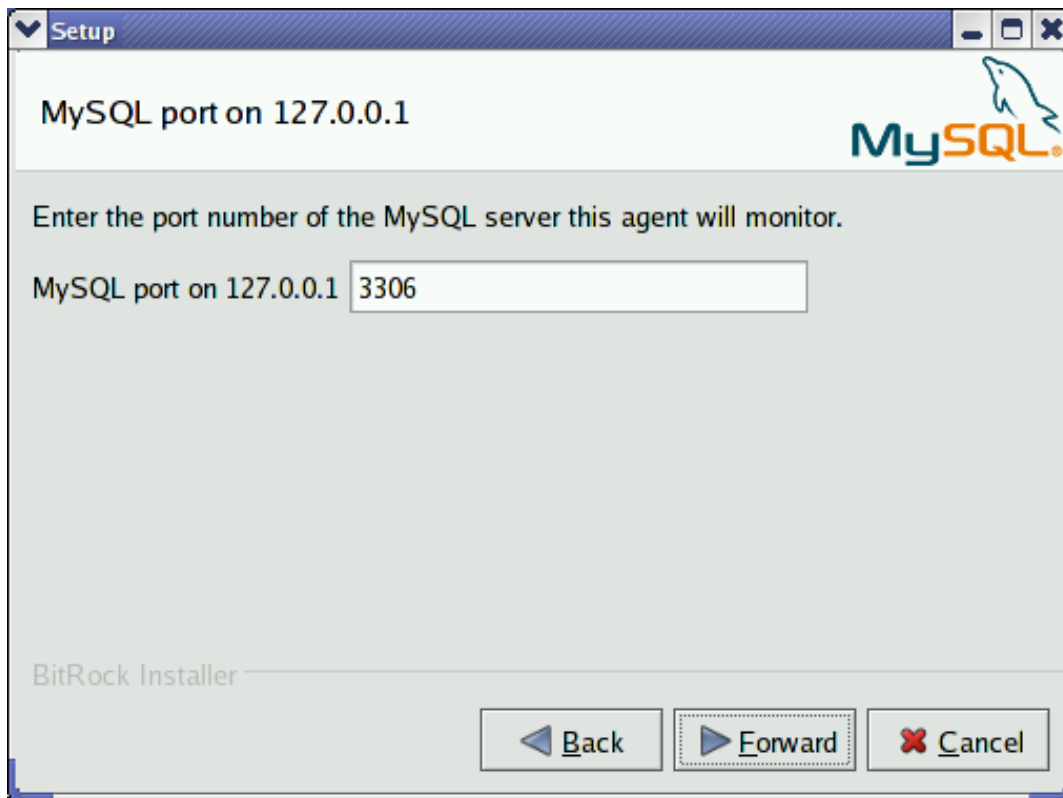 Setup
MySQL port on 127.0.0.1
MySQL®
Enter the port number of the MySQL server this agent will monitor.
MySQL port on 127.0.0.1 3306
BitRock Installer
Back Forward Cancel